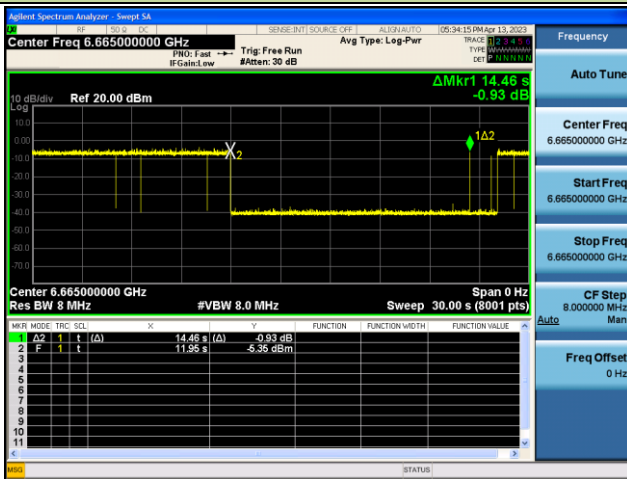 Agilent Spectrum Analyzer - Swept SA
RF 50 Ω DC SENSE:INT SOURCE OFF ALIGN AUTO 05:34:15 PM Apr 13, 2023
Center Freq 6.665000000 GHz
PNO: Fast
IFGain:Low
Trig: Free Run
#Atten: 30 dB
Avg Type: Log-Pwr
TRACE 1 2 3 4 5 6
TYPE
DET P N N N N N
ΔMkr1 14.46 s
-0.93 dB
10 dB/div Ref 20.00 dBm
Log
10.0
0.00
-10.0
-20.0
-30.0
-40.0
-50.0
-60.0
-70.0
2
1Δ2
Center 6.665000000 GHz Span 0 Hz
Res BW 8 MHz #VBW 8.0 MHz Sweep 30.00 s (8001 pts)
MKR MODE TRC SCL X Y FUNCTION FUNCTION WIDTH FUNCTION VALUE
1 Δ2 1 t (Δ) 14.46 s (Δ) -0.93 dB
2 F 1 t 11.95 s -5.35 dBm
3
4
5
6
7
8
9
10
11
MSG STATUS
Frequency
Auto Tune
Center Freq
6.665000000 GHz
Start Freq
6.665000000 GHz
Stop Freq
6.665000000 GHz
CF Step
8.000000 MHz
Auto Man
Freq Offset
0 Hz